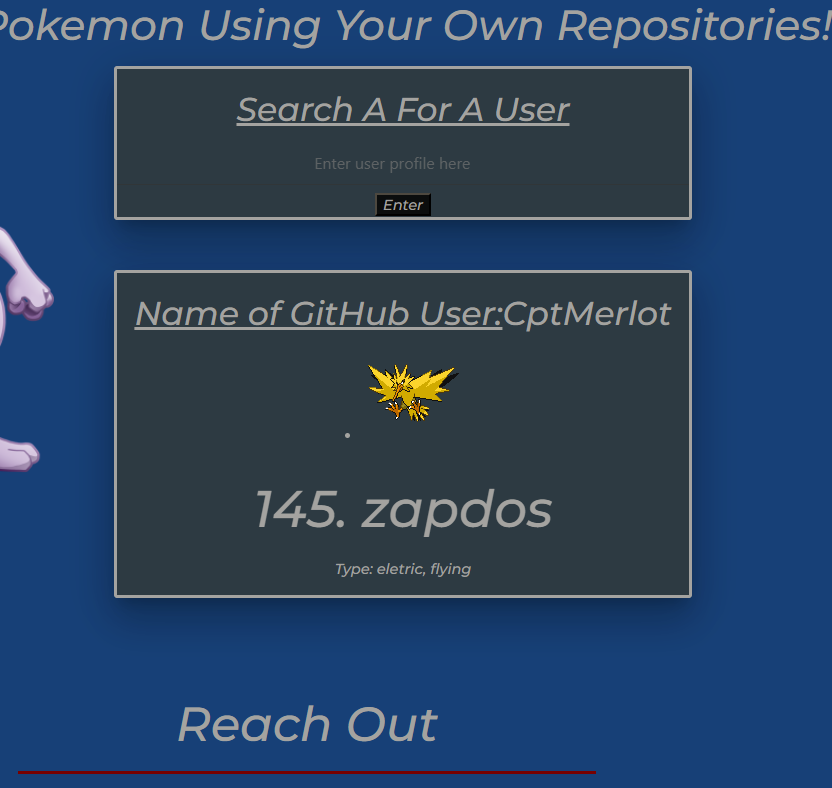 Pokemon Using Your Own Repositories!
Search A For A User
Enter user profile here
Enter
Name of GitHub User:CptMerlot
145. zapdos
Type: eletric, flying
Reach Out